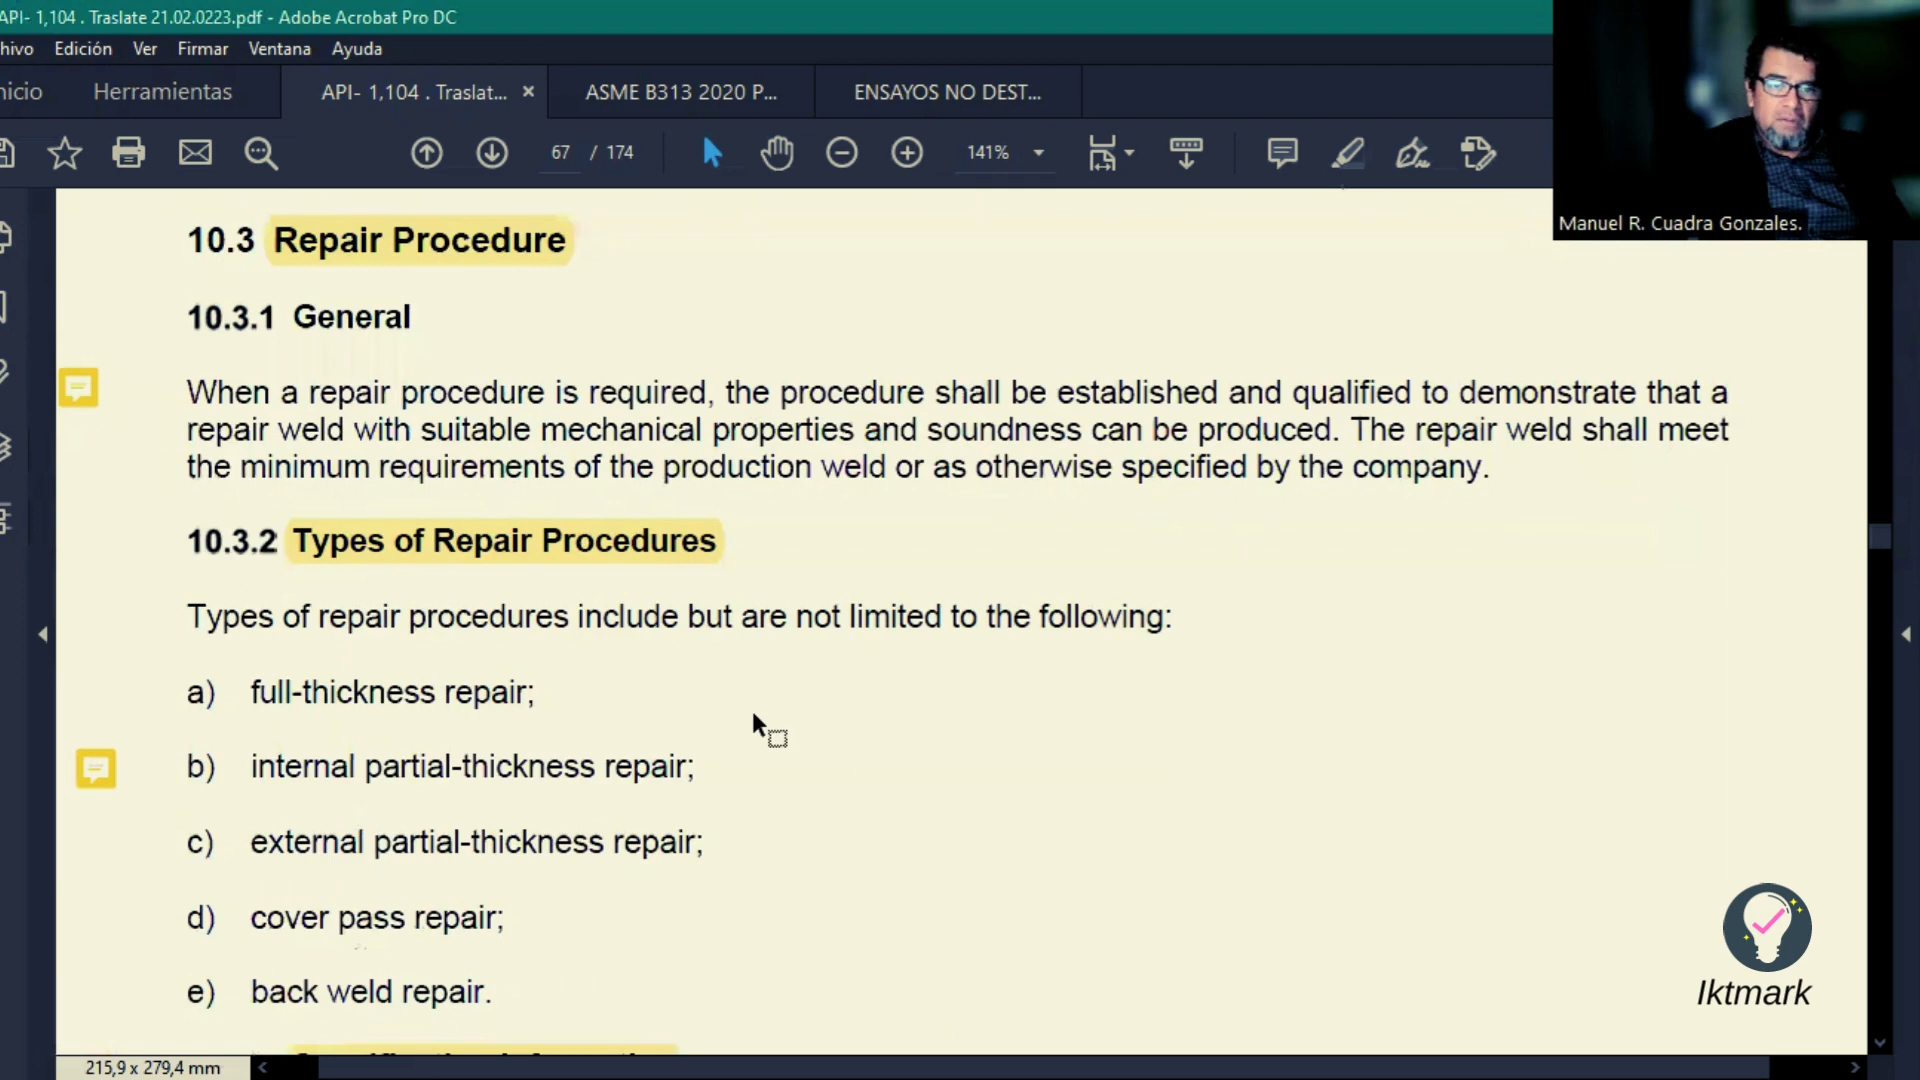 API- 1,104 . Traslate 21.02.0223.pdf - Adobe Acrobat Pro DC
hivo Edición Ver Firmar Ventana Ayuda
nicio Herramientas API- 1,104 . Traslat... × ASME B313 2020 P... ENSAYOS NO DEST...
67 / 174 141%
Manuel R. Cuadra Gonzales.
10.3 Repair Procedure
10.3.1 General
When a repair procedure is required, the procedure shall be established and qualified to demonstrate that a
repair weld with suitable mechanical properties and soundness can be produced. The repair weld shall meet
the minimum requirements of the production weld or as otherwise specified by the company.
10.3.2 Types of Repair Procedures
Types of repair procedures include but are not limited to the following:
a) full-thickness repair;
b) internal partial-thickness repair;
c) external partial-thickness repair;
d) cover pass repair;
e) back weld repair.
Iktmark
215,9 x 279,4 mm